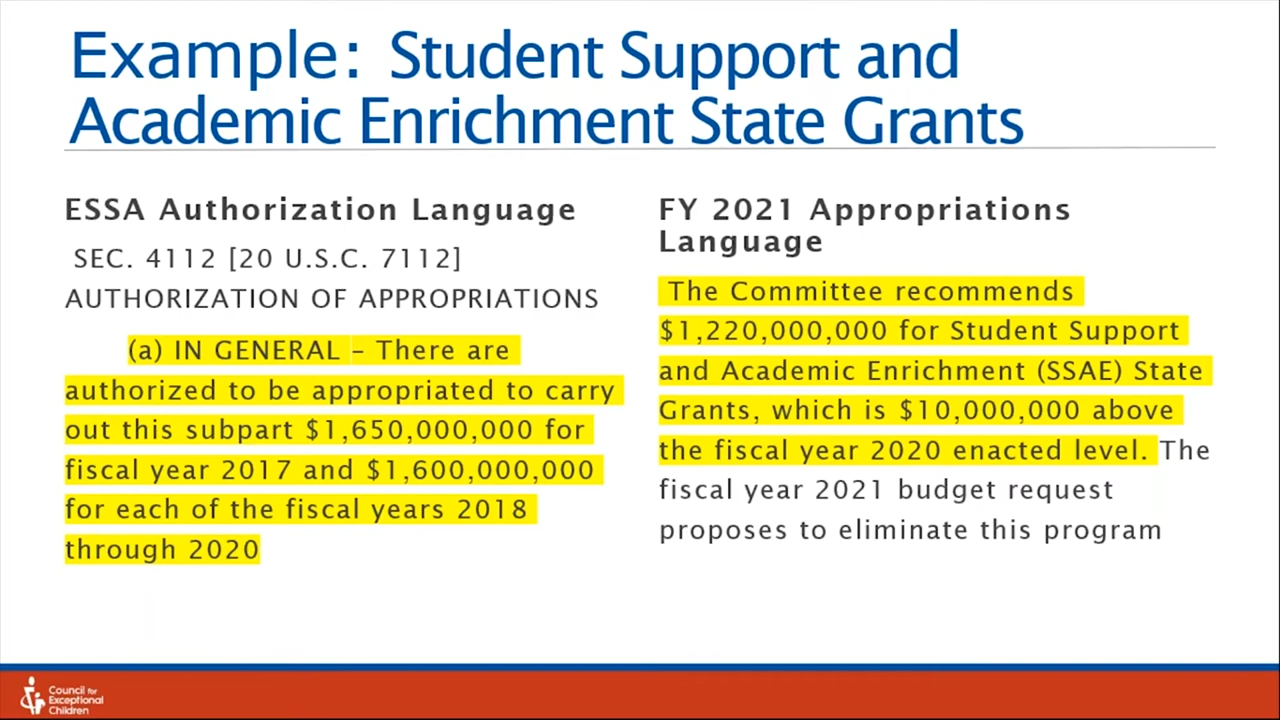 Example: Student Support and
Academic Enrichment State Grants
ESSA Authorization Language
SEC. 4112 [20 U.S.C. 7112]
AUTHORIZATION OF APPROPRIATIONS
(a) IN GENERAL – There are
authorized to be appropriated to carry
out this subpart $1,650,000,000 for
fiscal year 2017 and $1,600,000,000
for each of the fiscal years 2018
through 2020
FY 2021 Appropriations
Language
The Committee recommends
$1,220,000,000 for Student Support
and Academic Enrichment (SSAE) State
Grants, which is $10,000,000 above
the fiscal year 2020 enacted level. The
fiscal year 2021 budget request
proposes to eliminate this program
Council for
Exceptional
Children